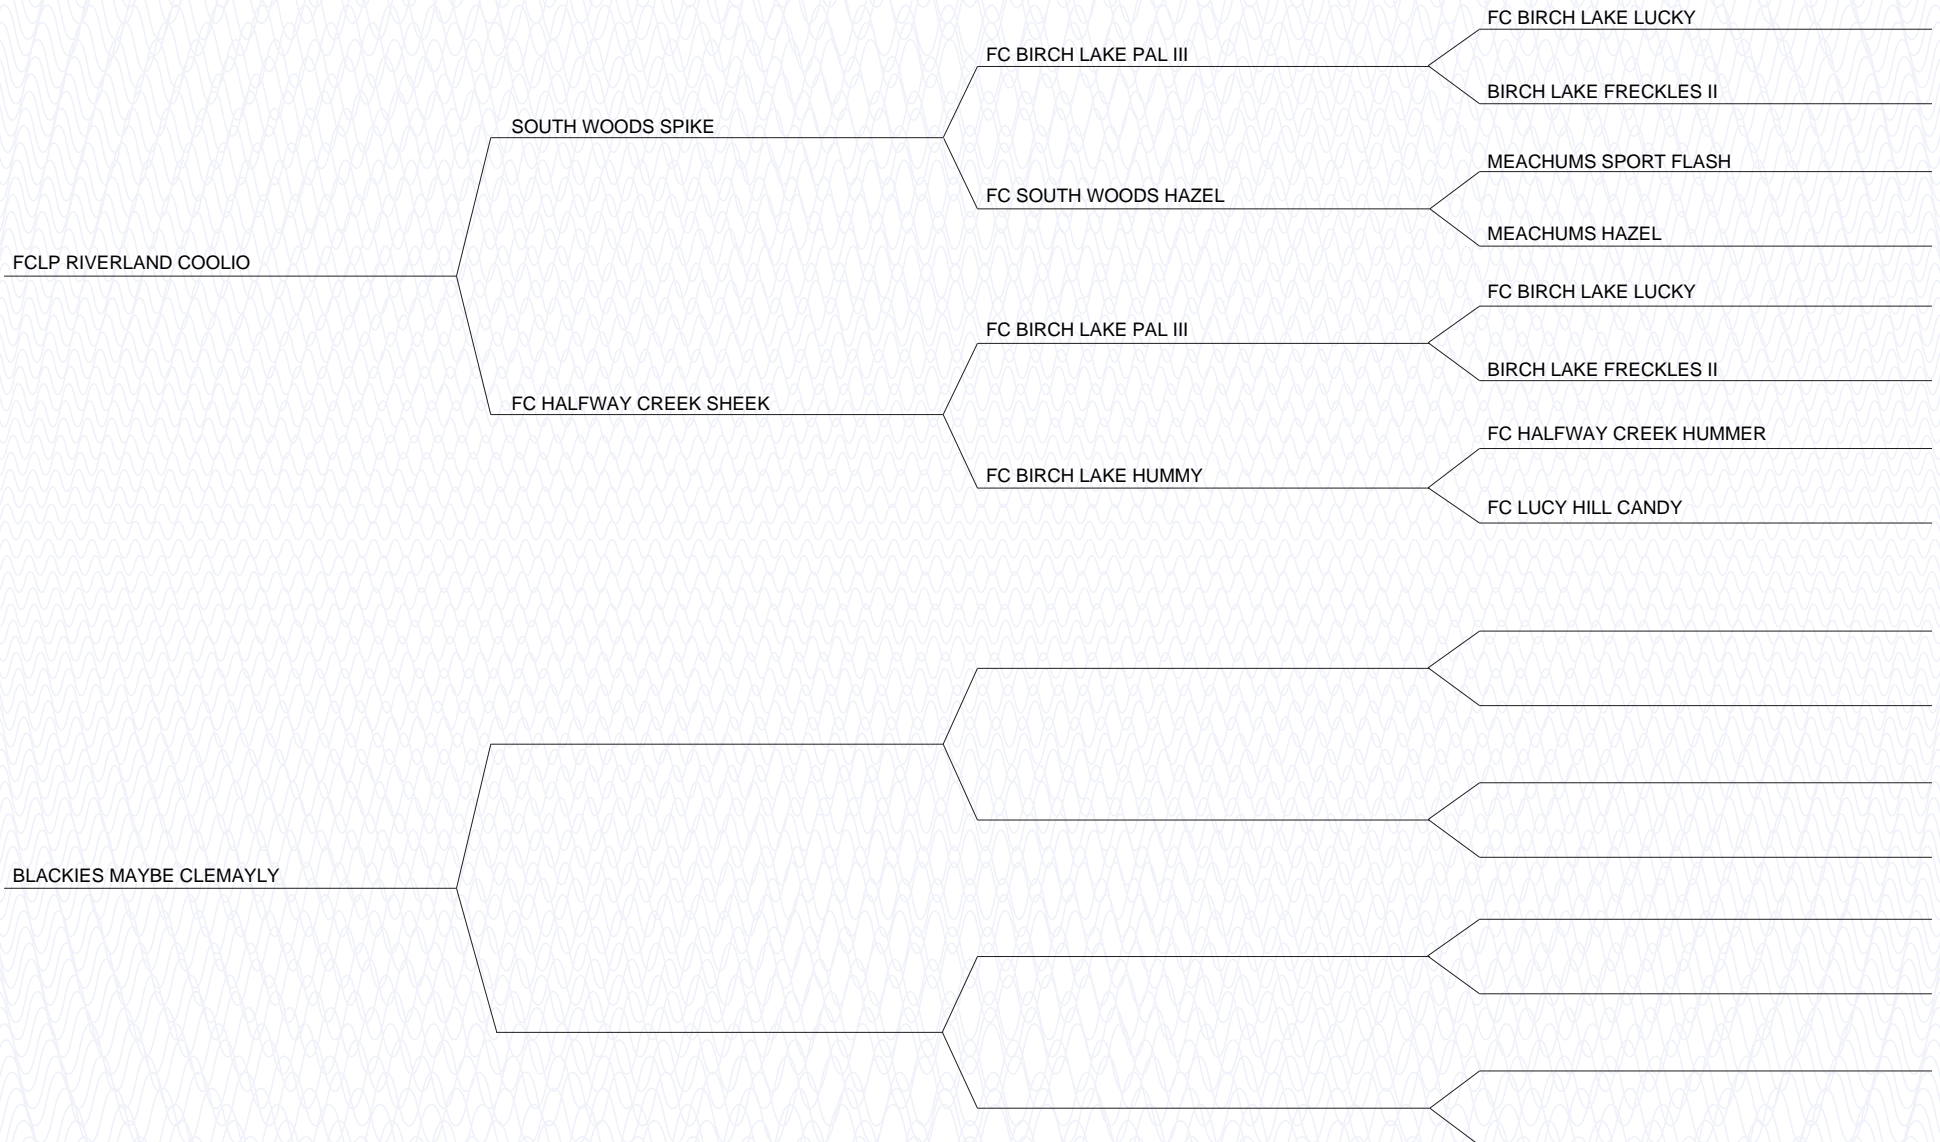 FC BIRCH LAKE LUCKY
FC BIRCH LAKE PAL III
BIRCH LAKE FRECKLES II
SOUTH WOODS SPIKE
MEACHUMS SPORT FLASH
FC SOUTH WOODS HAZEL
MEACHUMS HAZEL
FCLP RIVERLAND COOLIO
FC BIRCH LAKE LUCKY
FC BIRCH LAKE PAL III
BIRCH LAKE FRECKLES II
FC HALFWAY CREEK SHEEK
FC HALFWAY CREEK HUMMER
FC BIRCH LAKE HUMMY
FC LUCY HILL CANDY
BLACKIES MAYBE CLEMAYLY